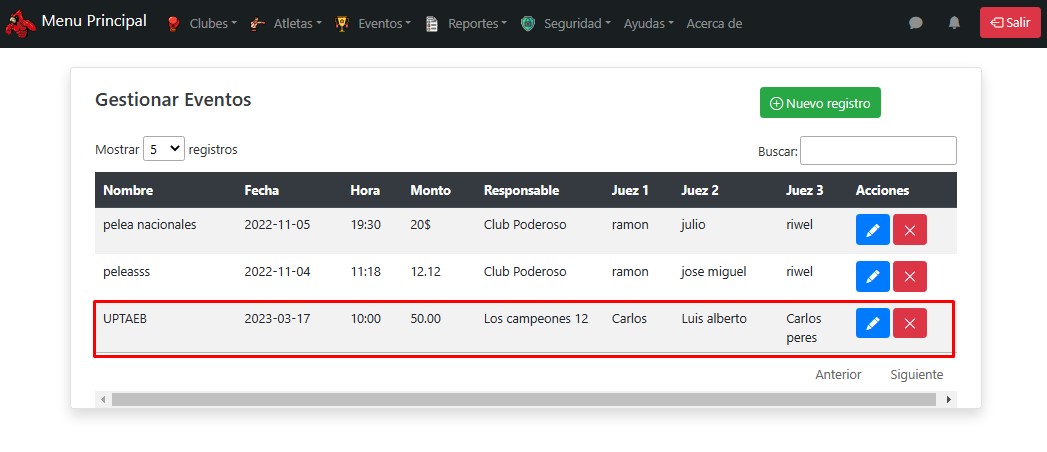 Menu Principal Clubes Atletas Eventos Reportes Seguridad Ayudas Acerca de Salir
Gestionar Eventos
Nuevo registro
Mostrar 5 registros
Buscar:
Nombre Fecha Hora Monto Responsable Juez 1 Juez 2 Juez 3 Acciones
pelea nacionales 2022-11-05 19:30 20$ Club Poderoso ramon julio riwel
peleasss 2022-11-04 11:18 12.12 Club Poderoso ramon jose miguel riwel
UPTAEB 2023-03-17 10:00 50.00 Los campeones 12 Carlos Luis alberto Carlos
peres
Anterior Siguiente